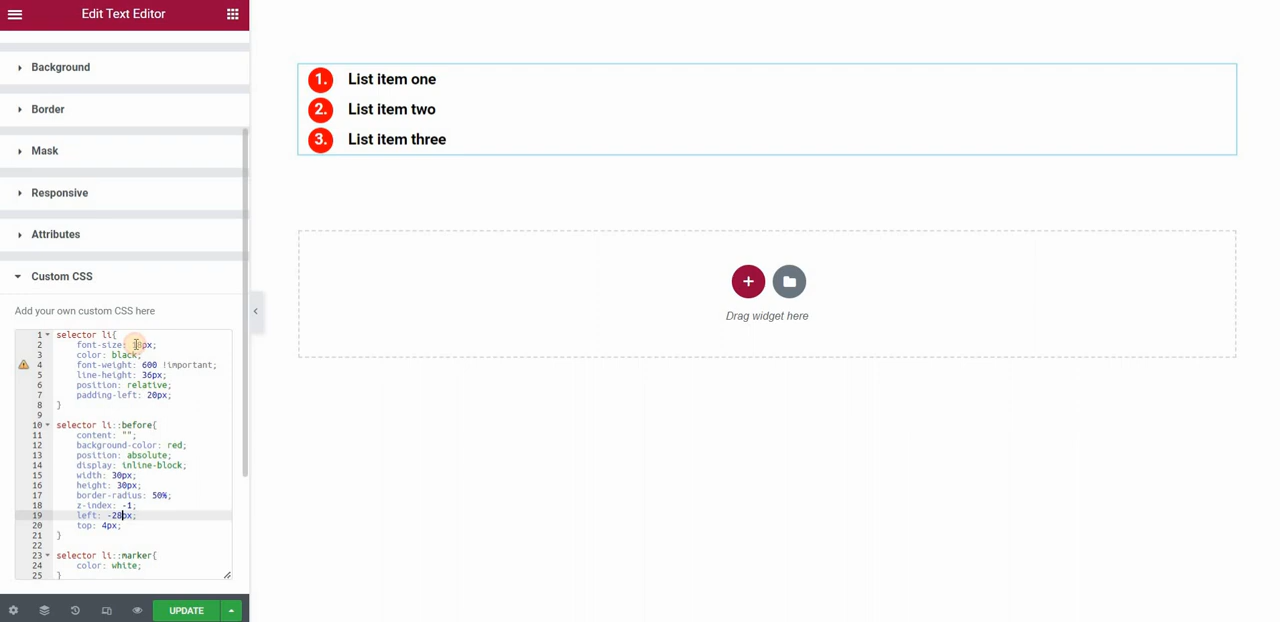 Edit Text Editor
Background
Border
Mask
Responsive
Attributes
Custom CSS
Add your own custom CSS here
1 selector li{
2 font-size: 18px;
3 color: black;
4 font-weight: 600 !important;
5 line-height: 36px;
6 position: relative;
7 padding-left: 20px;
8 }
9
10 selector li::before{
11 content: "";
12 background-color: red;
13 position: absolute;
14 display: inline-block;
15 width: 30px;
16 height: 30px;
17 border-radius: 50%;
18 z-index: -1;
19 left: -28px;
20 top: 4px;
21 }
22
23 selector li::marker{
24 color: white;
25 }
UPDATE
1. List item one
2. List item two
3. List item three
Drag widget here